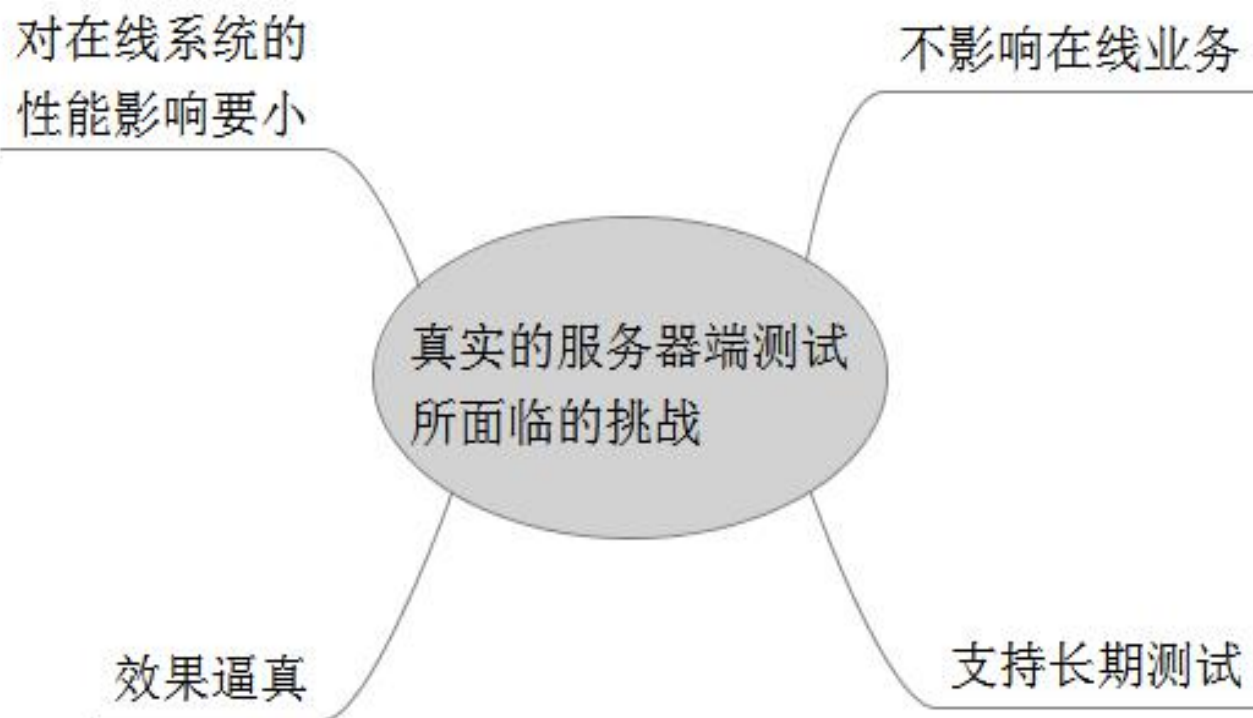 对在线系统的
性能影响要小
不影响在线业务
真实的服务器端测试
所面临的挑战
效果逼真
支持长期测试